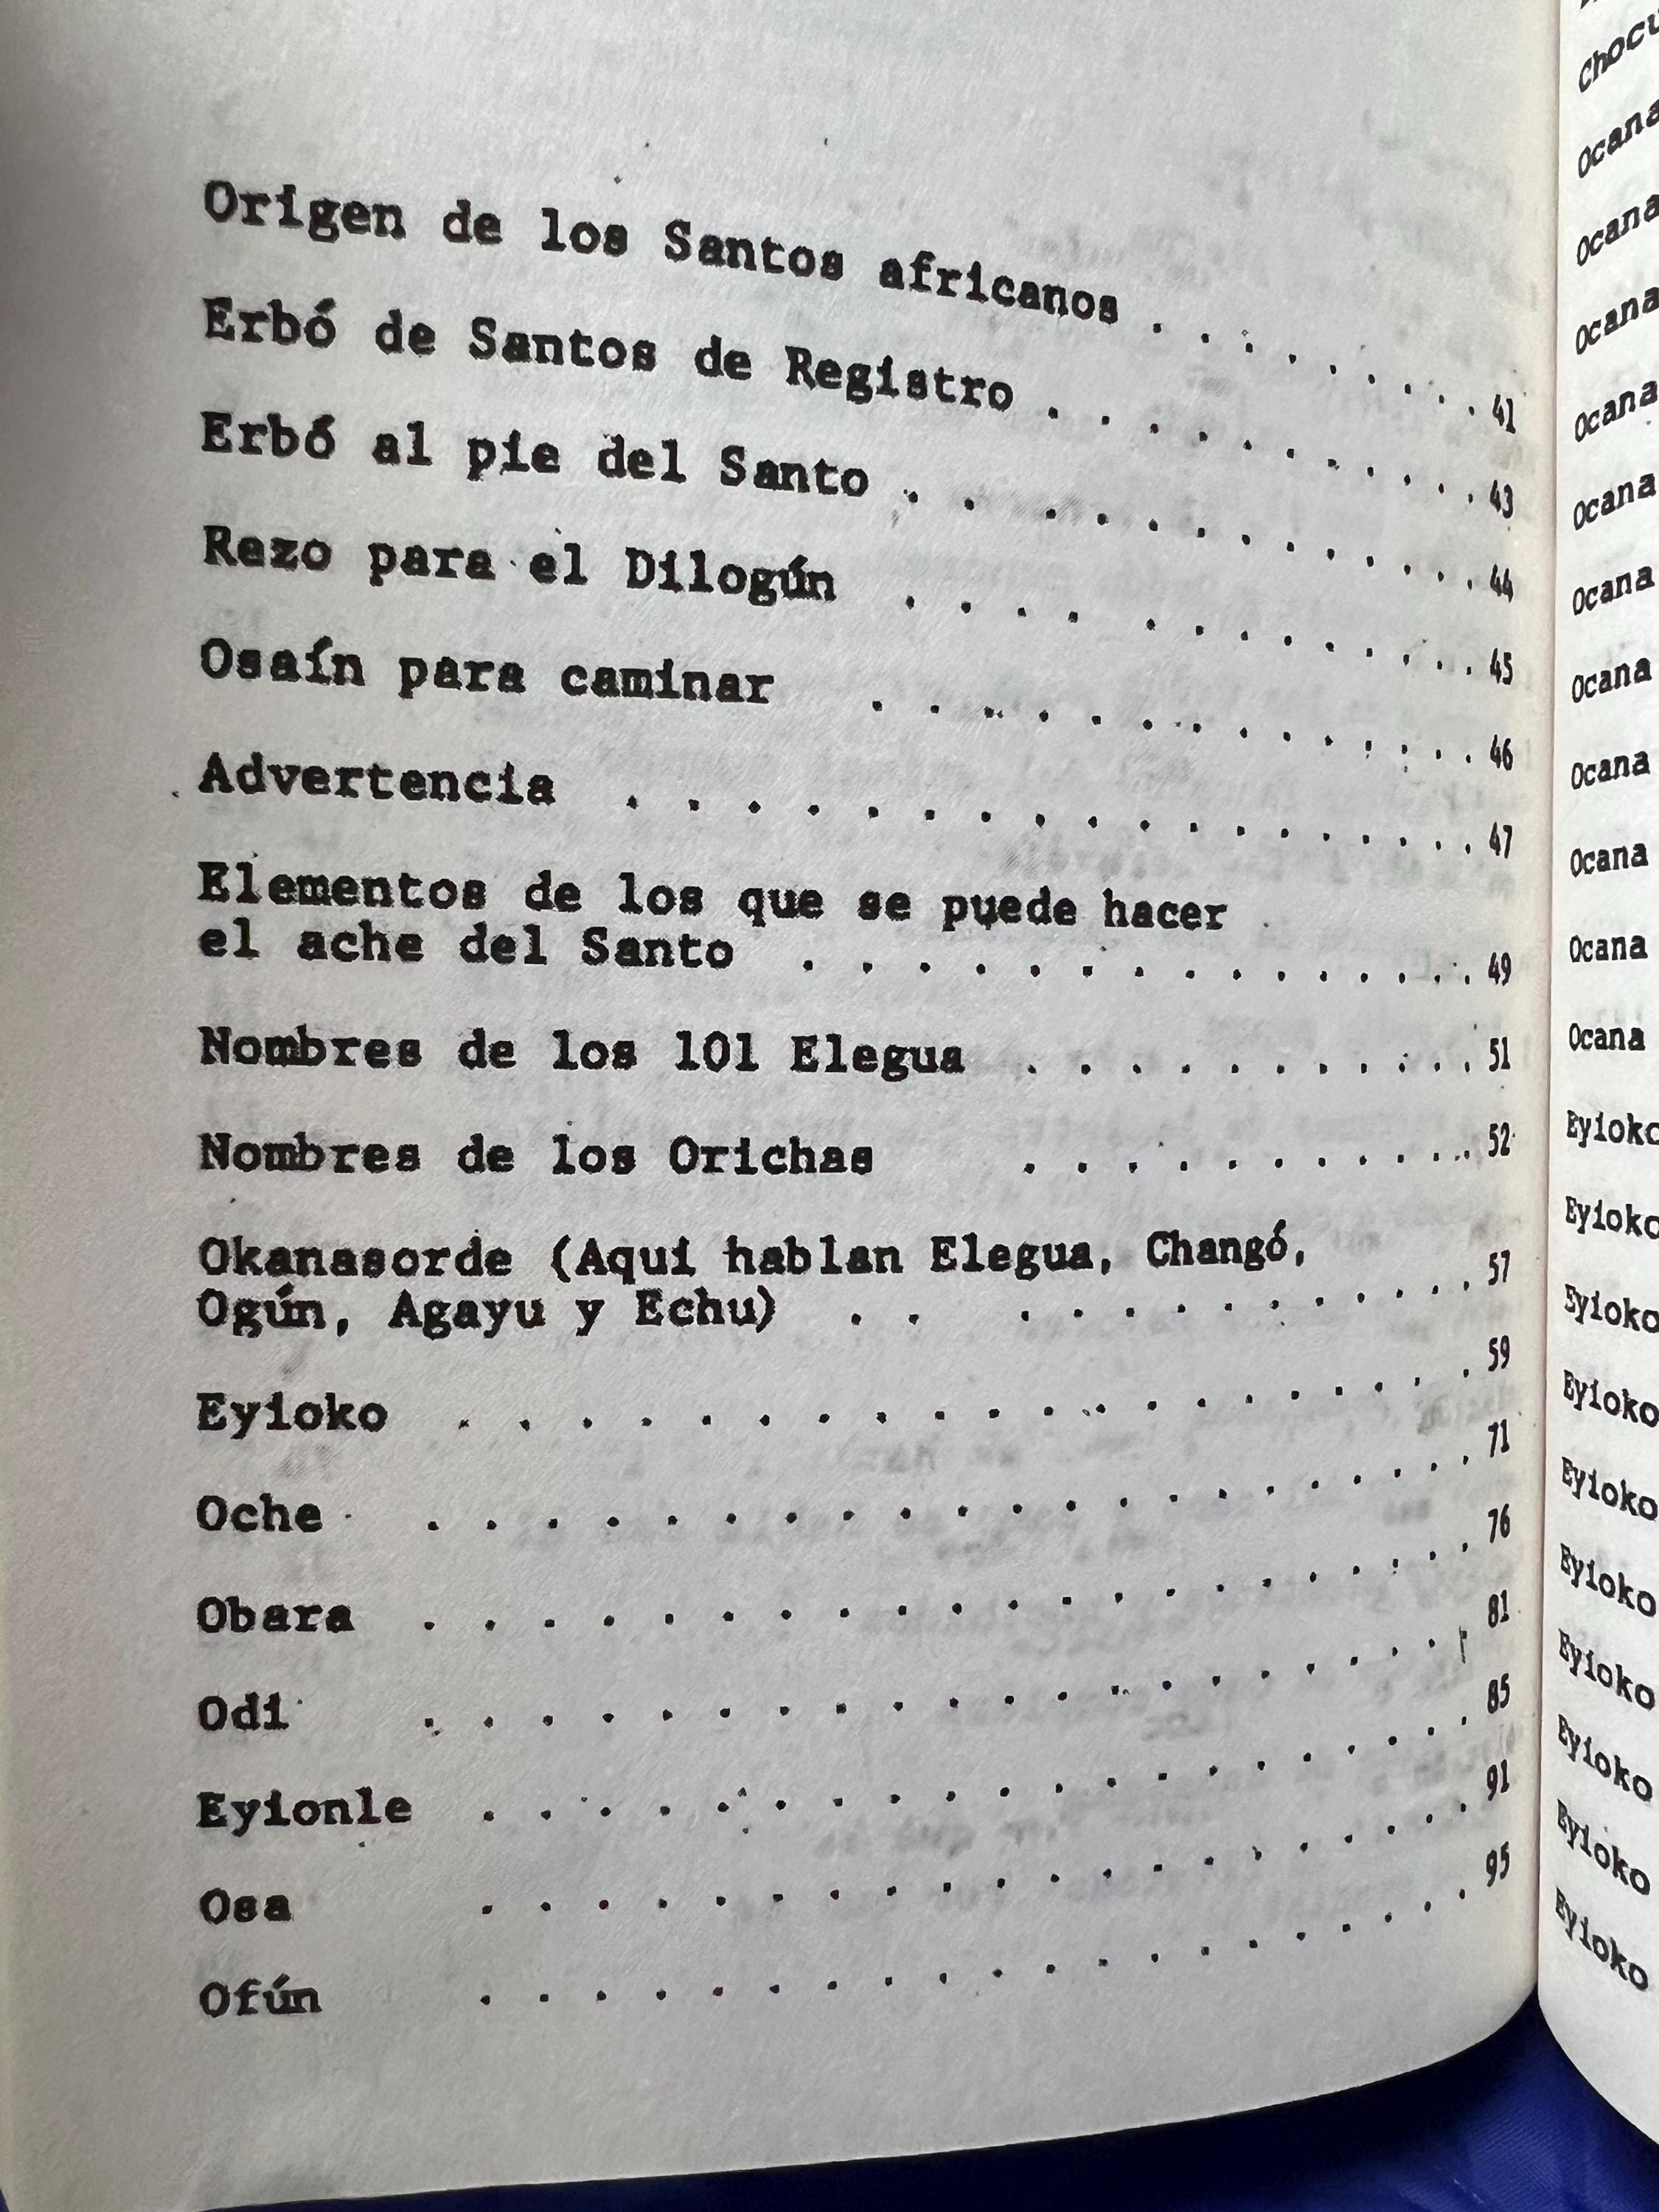 Origen de los Santos africanos . . . . . . . . 41
Erbó de Santos de Registro . . . . . . . . . . 43
Erbó al pie del Santo . . . . . . . . . . . . 44
Rezo para el Dilogún . . . . . . . . . . . . 45
Osaín para caminar . . . . . . . . . . . . . 46
Advertencia . . . . . . . . . . . . . . . . . 47
Elementos de los que se puede hacer
el ache del Santo . . . . . . . . . . . . . . 49
Nombres de los 101 Elegua . . . . . . . . . . 51
Nombres de los Orichas . . . . . . . . . . . 52
Okanasorde (Aqui hablan Elegua, Changó,
Ogún, Agayu y Echu) . . . . . . . . . . . . 57
Eyioko . . . . . . . . . . . . . . . . . . . 59
Oche . . . . . . . . . . . . . . . . . . . . 71
Obara . . . . . . . . . . . . . . . . . . . . 76
Odi . . . . . . . . . . . . . . . . . . . . . 81
Eyionle . . . . . . . . . . . . . . . . . . . 85
Osa . . . . . . . . . . . . . . . . . . . . . 91
Ofún . . . . . . . . . . . . . . . . . . . . 95
Ocana
Ocana
Ocana
Ocana
Ocana
Ocana
Ocana
Ocana
Ocana
Ocana
Ocana
Eyioko
Eyioko
Eyioko
Eyioko
Eyioko
Eyioko
Eyioko
Eyioko
Eyioko
Eyioko